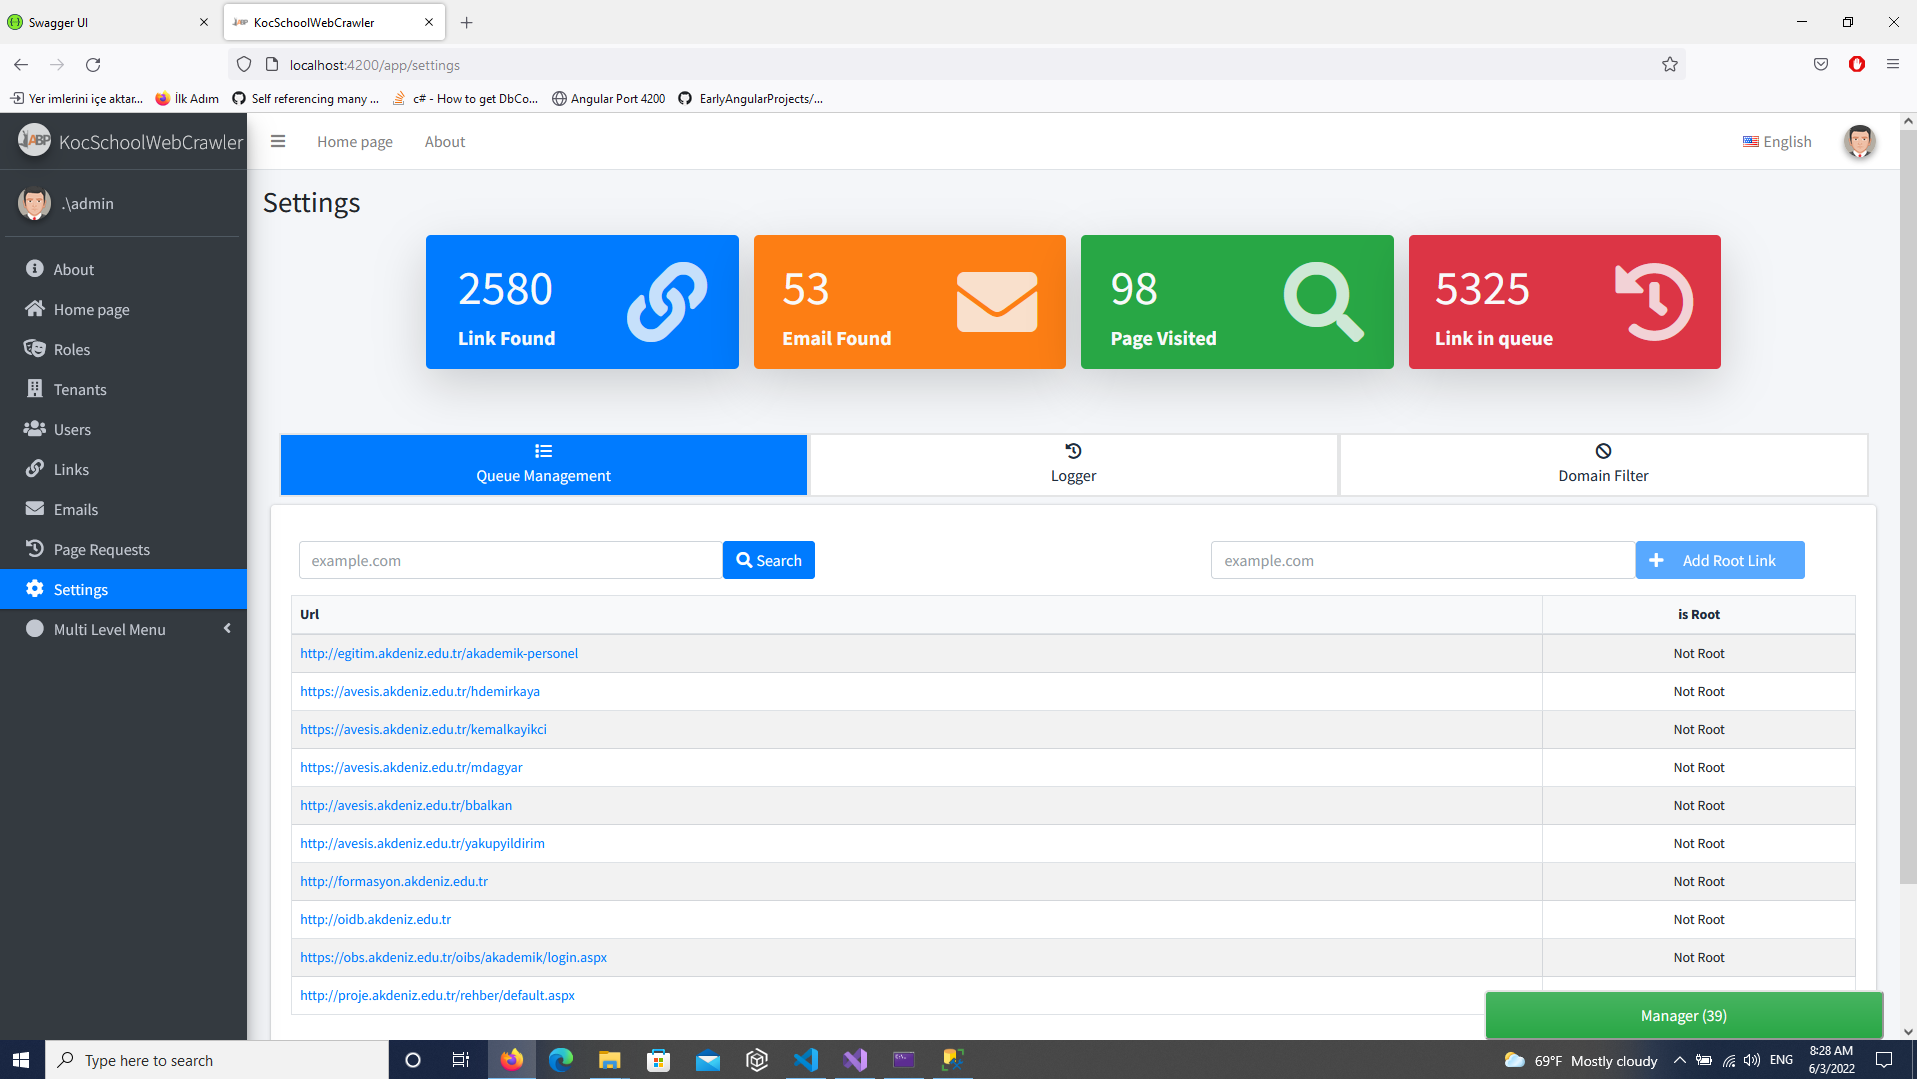 Swagger UI
KocSchoolWebCrawler
localhost:4200/app/settings
Yer imlerini içe aktar...
İlk Adım
Self referencing many ...
c# - How to get DbCo...
Angular Port 4200
EarlyAngularProjects/...
ABP KocSchoolWebCrawler
Home page
About
English
.\admin
About
Home page
Roles
Tenants
Users
Links
Emails
Page Requests
Settings
Multi Level Menu
Settings
2580
Link Found
53
Email Found
98
Page Visited
5325
Link in queue
Queue Management
Logger
Domain Filter
example.com
Search
example.com
Add Root Link
Url is Root
http://egitim.akdeniz.edu.tr/akademik-personel Not Root
https://avesis.akdeniz.edu.tr/hdemirkaya Not Root
https://avesis.akdeniz.edu.tr/kemalkayikci Not Root
https://avesis.akdeniz.edu.tr/mdagyar Not Root
http://avesis.akdeniz.edu.tr/bbalkan Not Root
http://avesis.akdeniz.edu.tr/yakupyildirim Not Root
http://formasyon.akdeniz.edu.tr Not Root
http://oidb.akdeniz.edu.tr Not Root
https://obs.akdeniz.edu.tr/oibs/akademik/login.aspx Not Root
http://proje.akdeniz.edu.tr/rehber/default.aspx
Manager (39)
Type here to search
69°F Mostly cloudy
ENG
8:28 AM
6/3/2022